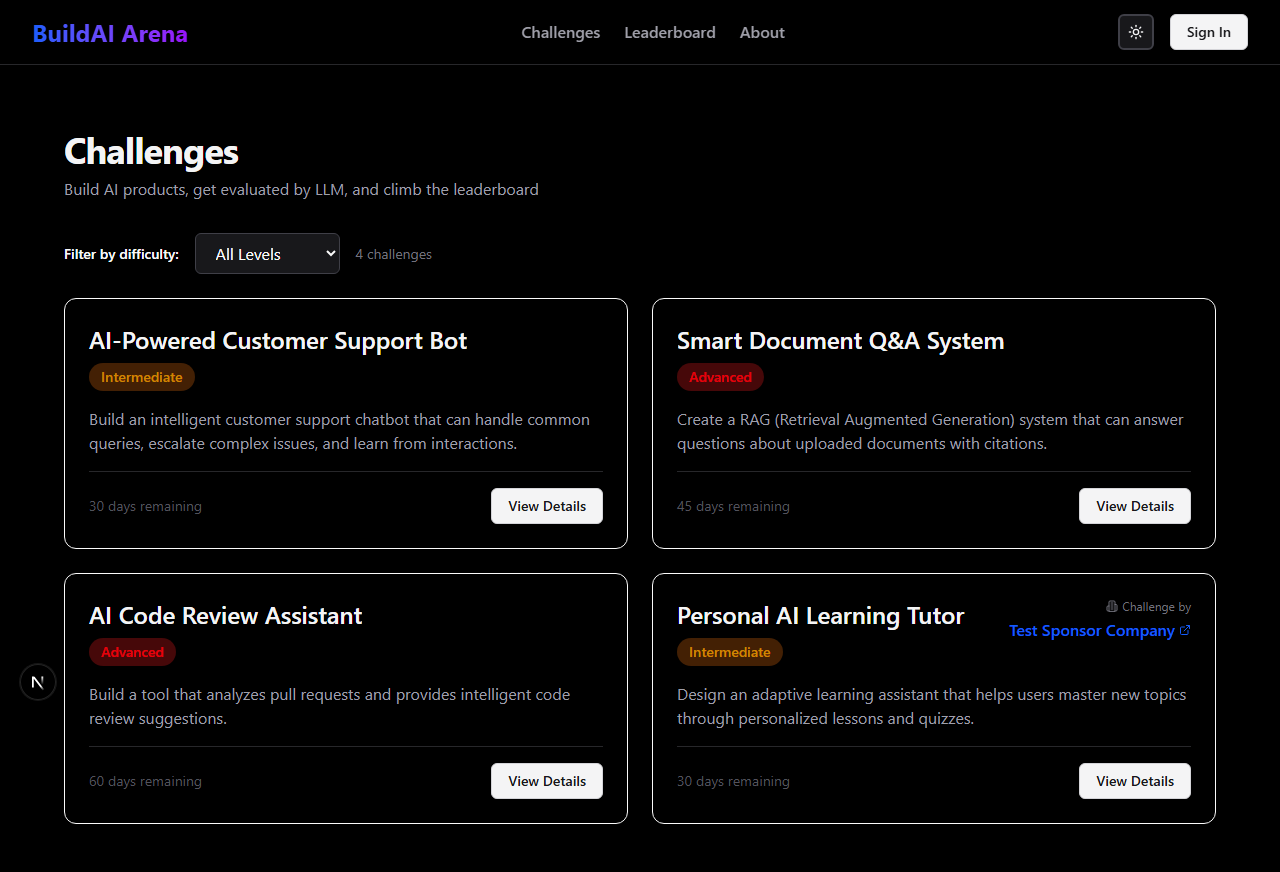 BuildAI Arena
Challenges
Leaderboard
About
Sign In
Challenges
Build AI products, get evaluated by LLM, and climb the leaderboard
Filter by difficulty:
All Levels
4 challenges
AI-Powered Customer Support Bot
Intermediate
Build an intelligent customer support chatbot that can handle common
queries, escalate complex issues, and learn from interactions.
30 days remaining
View Details
Smart Document Q&A System
Advanced
Create a RAG (Retrieval Augmented Generation) system that can answer
questions about uploaded documents with citations.
45 days remaining
View Details
AI Code Review Assistant
Advanced
Build a tool that analyzes pull requests and provides intelligent code
review suggestions.
60 days remaining
View Details
Personal AI Learning Tutor
Challenge by
Test Sponsor Company
Intermediate
Design an adaptive learning assistant that helps users master new topics
through personalized lessons and quizzes.
30 days remaining
View Details
N